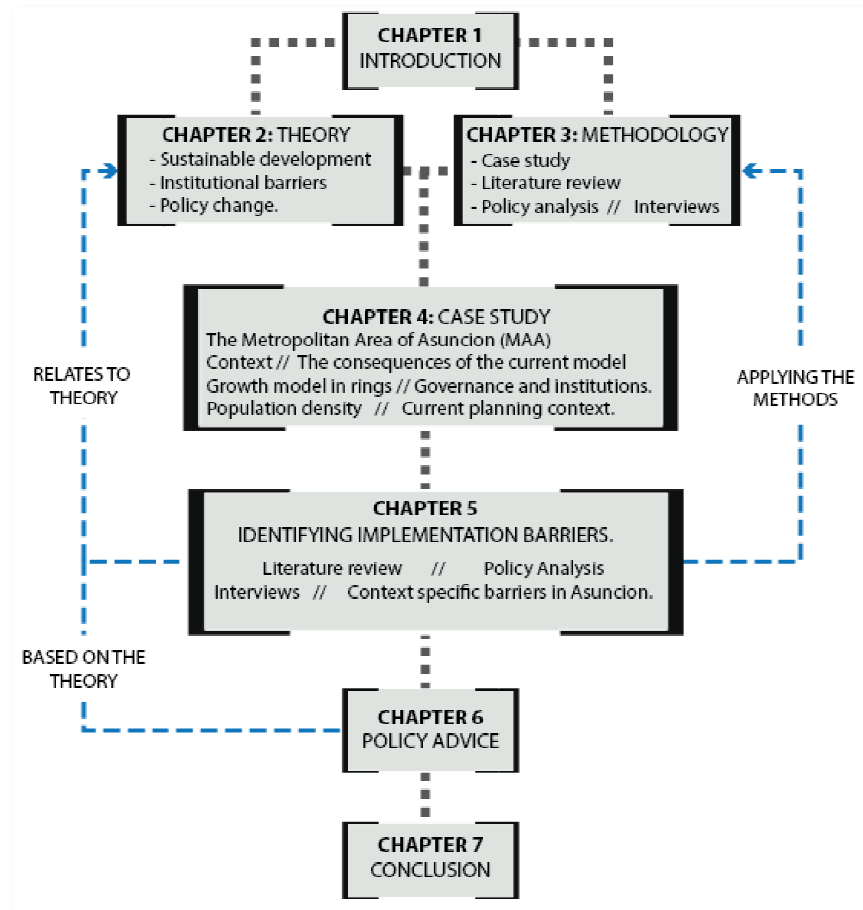 CHAPTER 1
INTRODUCTION
CHAPTER 2: THEORY
- Sustainable development
- Institutional barriers
- Policy change.
CHAPTER 3: METHODOLOGY
- Case study
- Literature review
- Policy analysis // Interviews
CHAPTER 4: CASE STUDY
The Metropolitan Area of Asuncion (MAA)
Context // The consequences of the current model
Growth model in rings // Governance and institutions.
Population density // Current planning context.
RELATES TO
THEORY
APPLYING THE
METHODS
CHAPTER 5
IDENTIFYING IMPLEMENTATION BARRIERS.
Literature review // Policy Analysis
Interviews // Context specific barriers in Asuncion.
BASED ON THE
THEORY
CHAPTER 6
POLICY ADVICE
CHAPTER 7
CONCLUSION